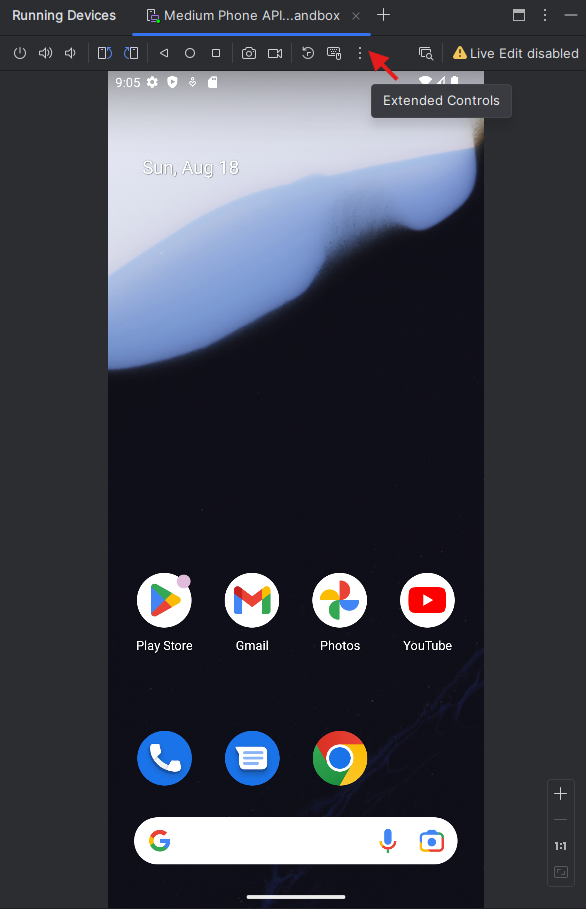 Running Devices
Medium Phone API...andbox
Live Edit disabled
9:05
Extended Controls
Sun, Aug 18
Play Store
Gmail
Photos
YouTube
G
1:1